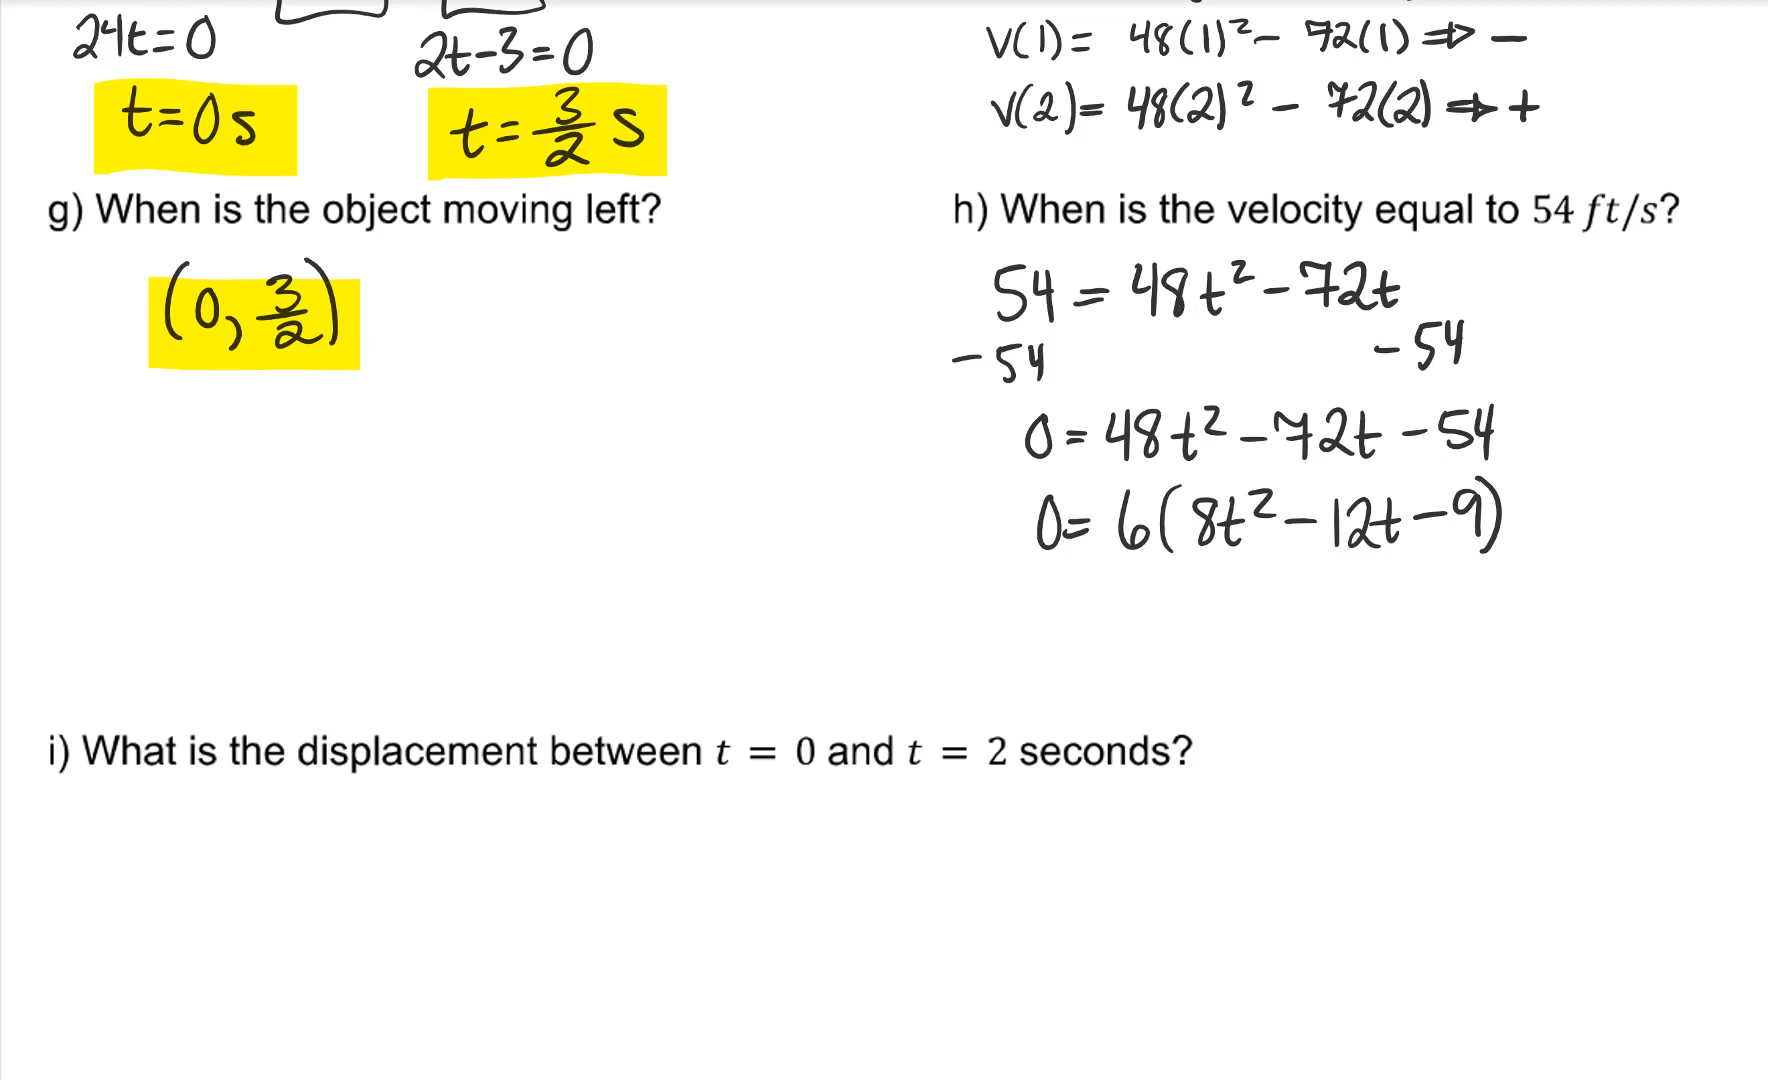 24t=0
2t-3=0
t=0s
t=3/2 s
V(1)= 48(1)²- 72(1) ⇒ -
V(2)= 48(2)² - 72(2) ⇒ +
g) When is the object moving left?
(0, 3/2)
h) When is the velocity equal to 54 ft/s?
54 = 48t²-72t
-54 -54
0=48t²-72t-54
0= 6(8t²-12t-9)
i) What is the displacement between t = 0 and t = 2 seconds?